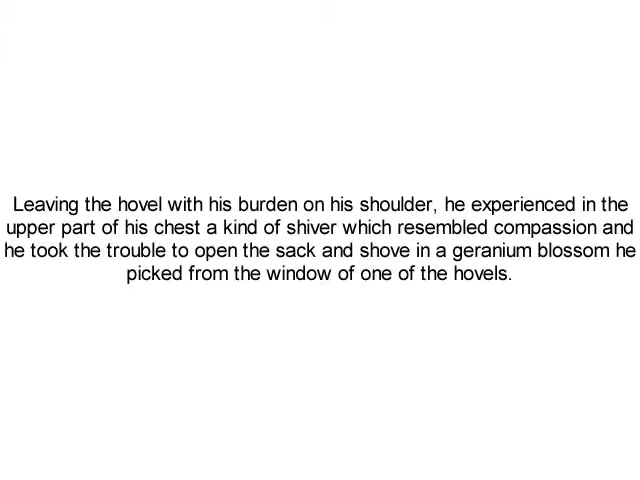 Leaving the hovel with his burden on his shoulder, he experienced in the
upper part of his chest a kind of shiver which resembled compassion and
he took the trouble to open the sack and shove in a geranium blossom he
picked from the window of one of the hovels.